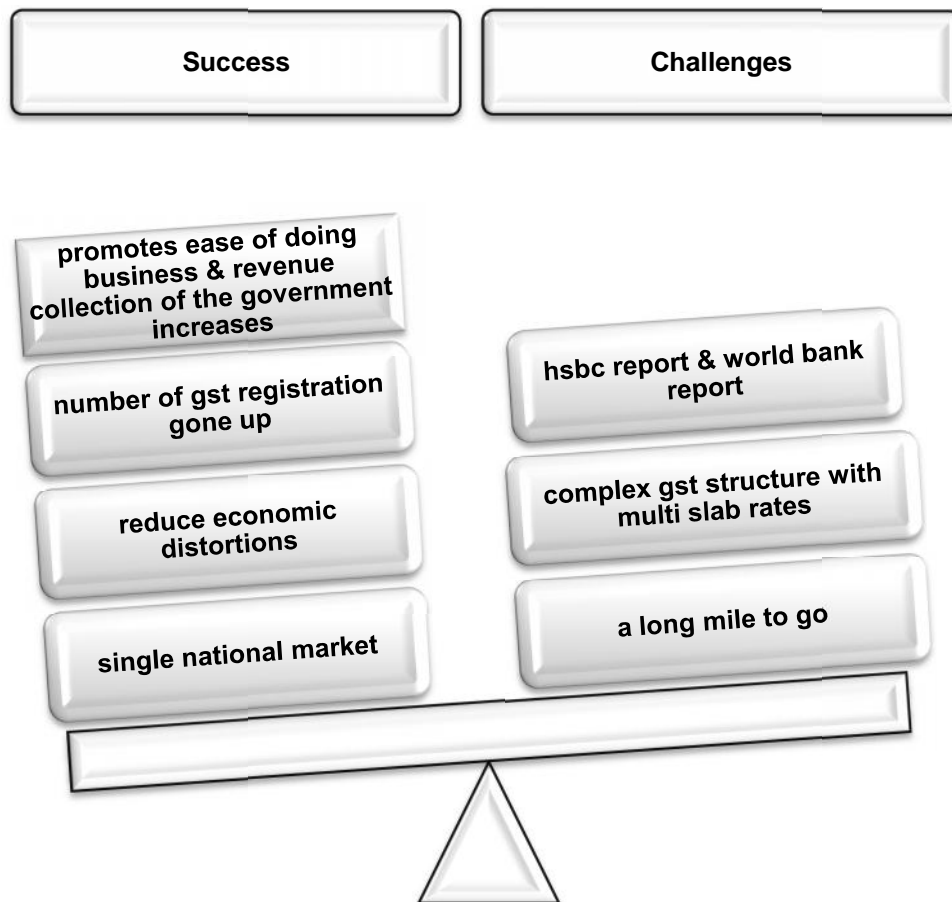 Success
Challenges
promotes ease of doing
business & revenue
collection of the government
increases
number of gst registration
gone up
reduce economic
distortions
single national market
hsbc report & world bank
report
complex gst structure with
multi slab rates
a long mile to go